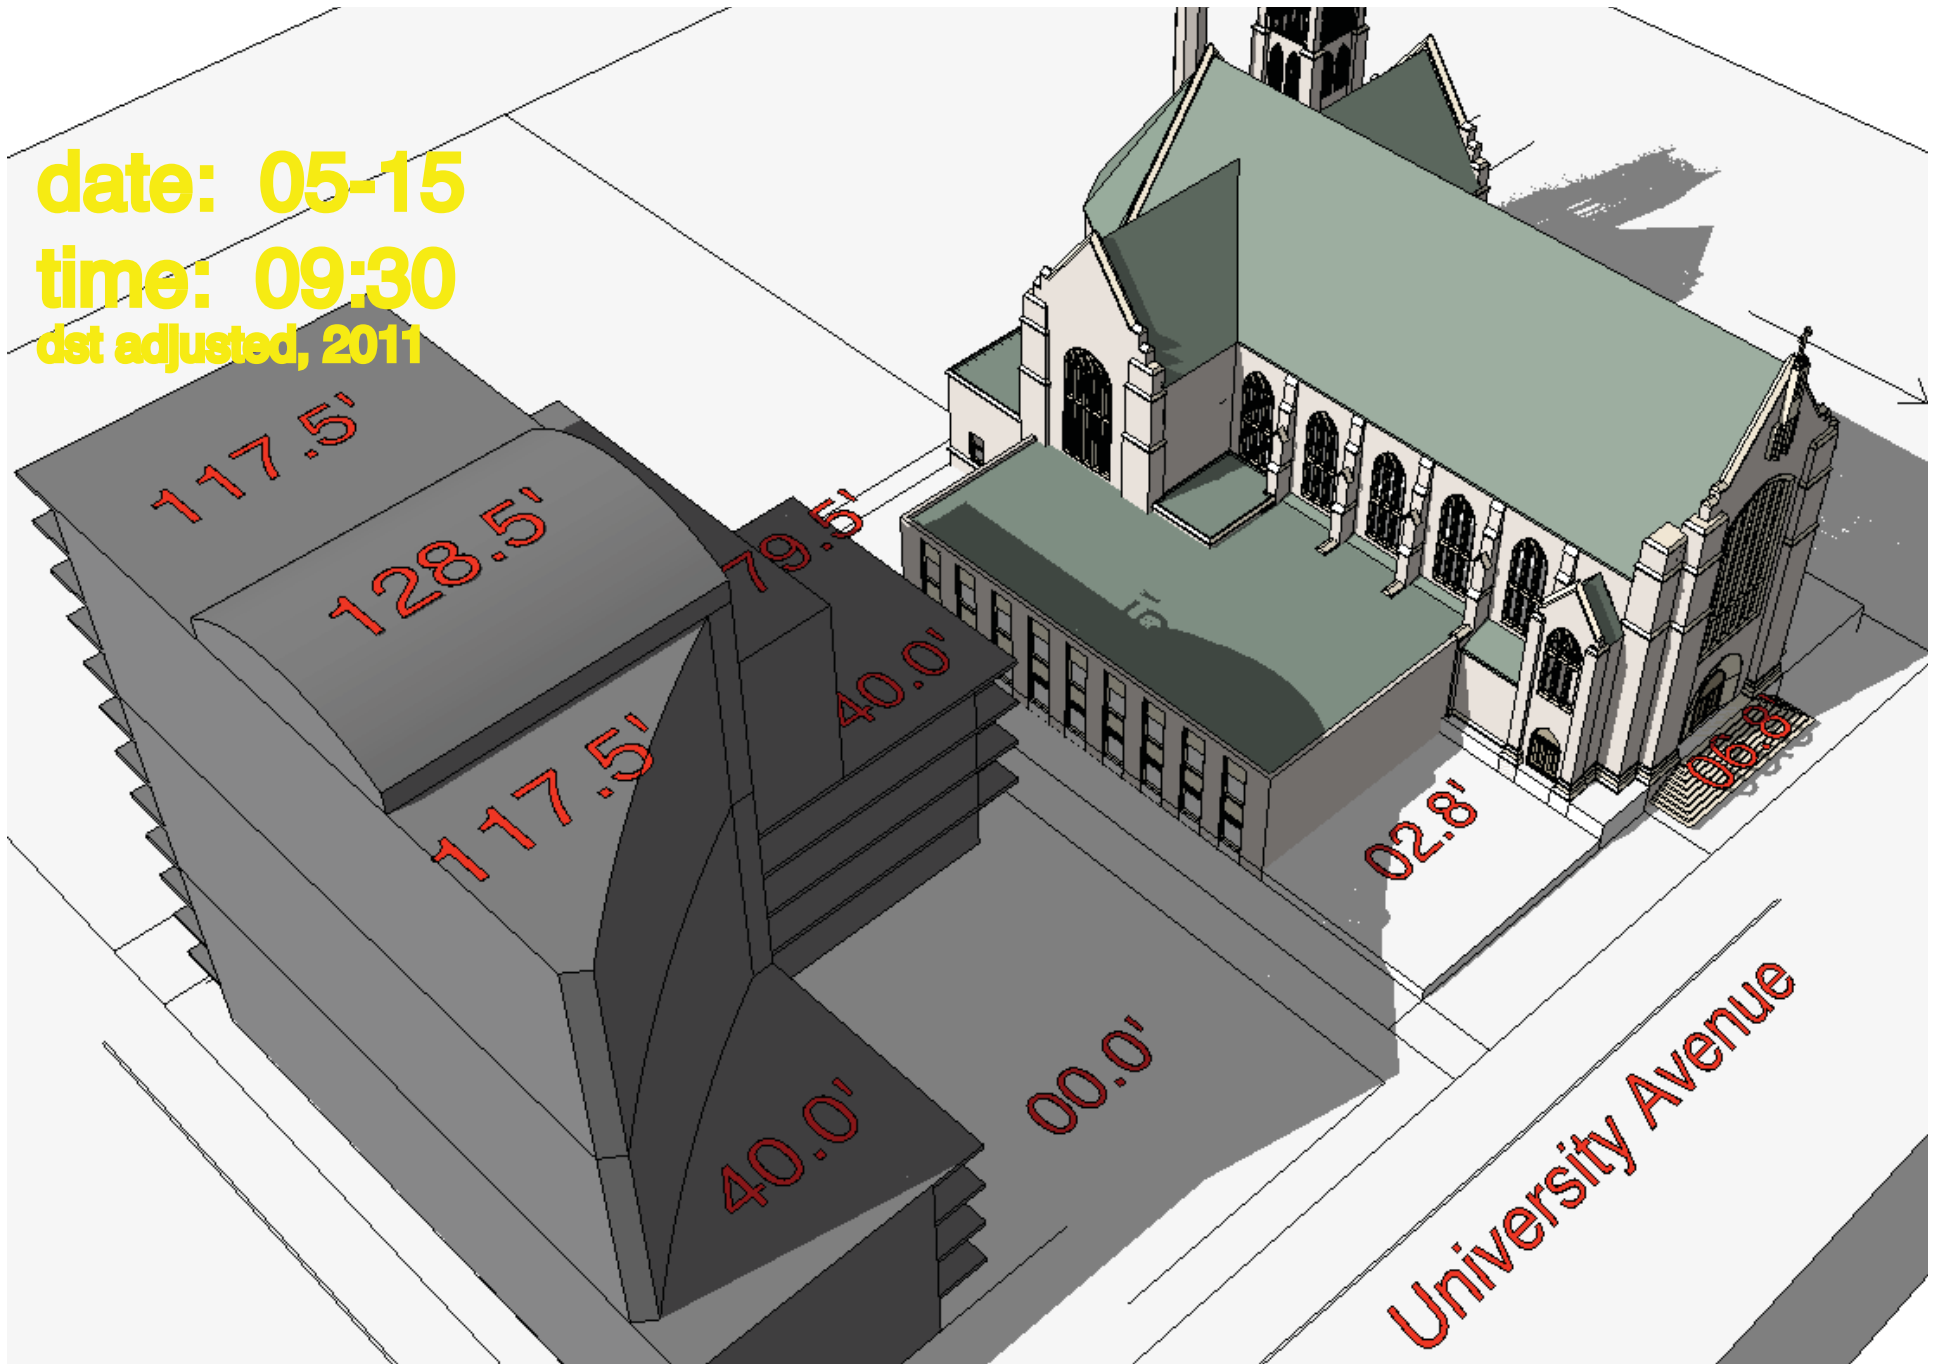 date: 05-15
time: 09:30
dst adjusted, 2011
117.5'
128.5'
79.5'
117.5'
40.0'
06.8'
02.8'
40.0'
00.0'
University Avenue